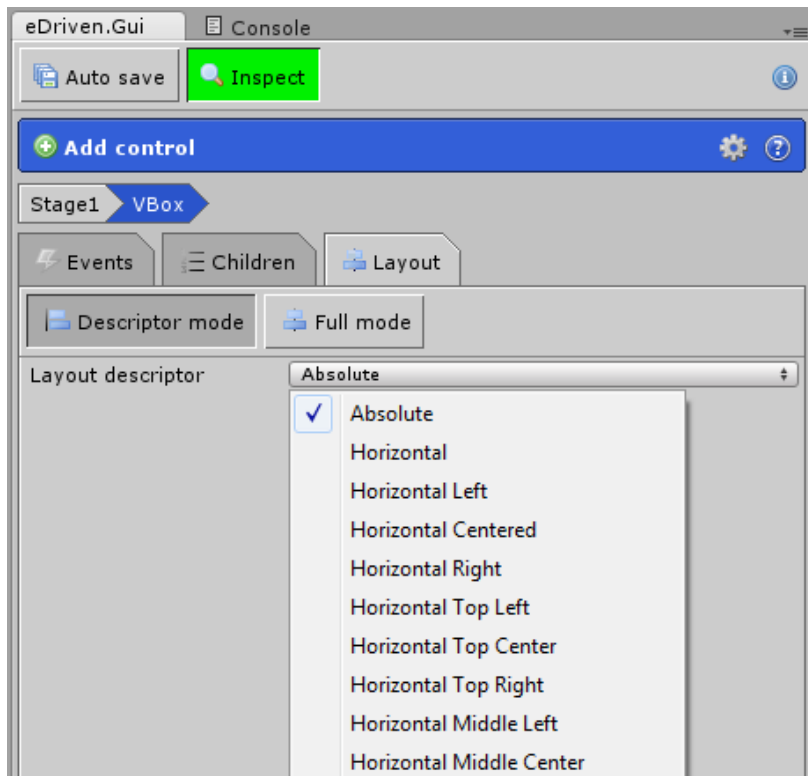 eDriven.Gui Console
Auto save Inspect
Add control
Stage1 VBox
Events Children Layout
Descriptor mode Full mode
Layout descriptor Absolute
Absolute
Horizontal
Horizontal Left
Horizontal Centered
Horizontal Right
Horizontal Top Left
Horizontal Top Center
Horizontal Top Right
Horizontal Middle Left
Horizontal Middle Center